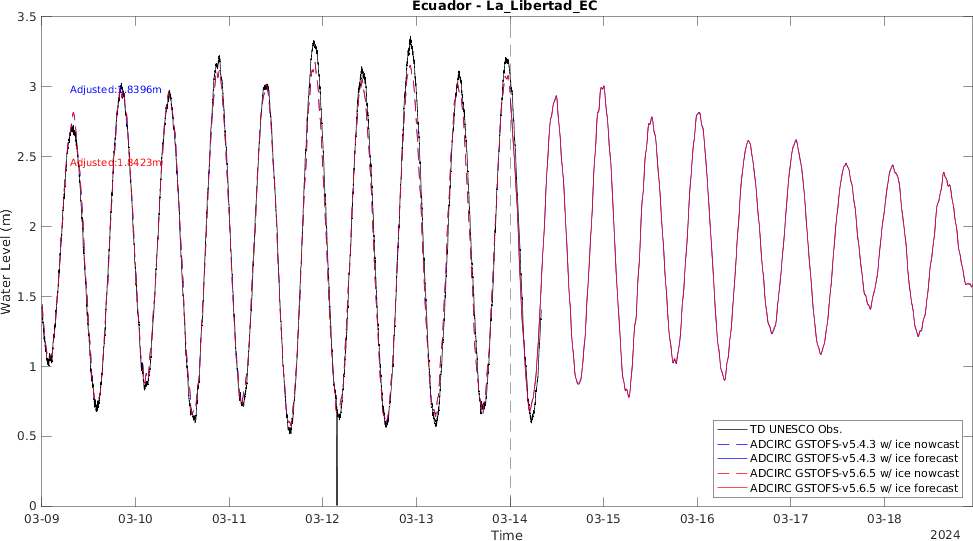 Ecuador - La_Libertad_EC
3.5
3
2.5
2
1.5
1
0.5
0
Water Level (m)
Adjusted:1.8396m
Adjusted:1.8423m
TD UNESCO Obs.
ADCIRC GSTOFS-v5.4.3 w/ ice nowcast
ADCIRC GSTOFS-v5.4.3 w/ ice forecast
ADCIRC GSTOFS-v5.6.5 w/ ice nowcast
ADCIRC GSTOFS-v5.6.5 w/ ice forecast
03-09 03-10 03-11 03-12 03-13 03-14 03-15 03-16 03-17 03-18
Time
2024